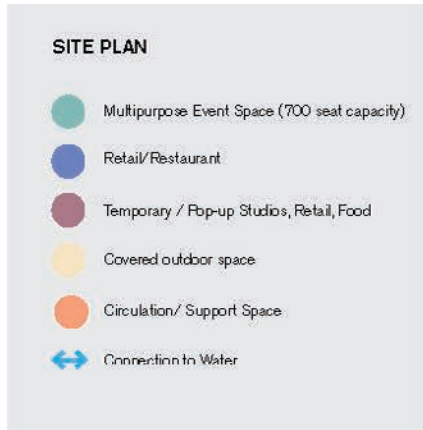 SITE PLAN
Multipurpose Event Space (700 seat capacity)
Retail/Restaurant
Temporary / Pop-up Studios, Retail, Food
Covered outdoor space
Circulation/ Support Space
Connection to Water